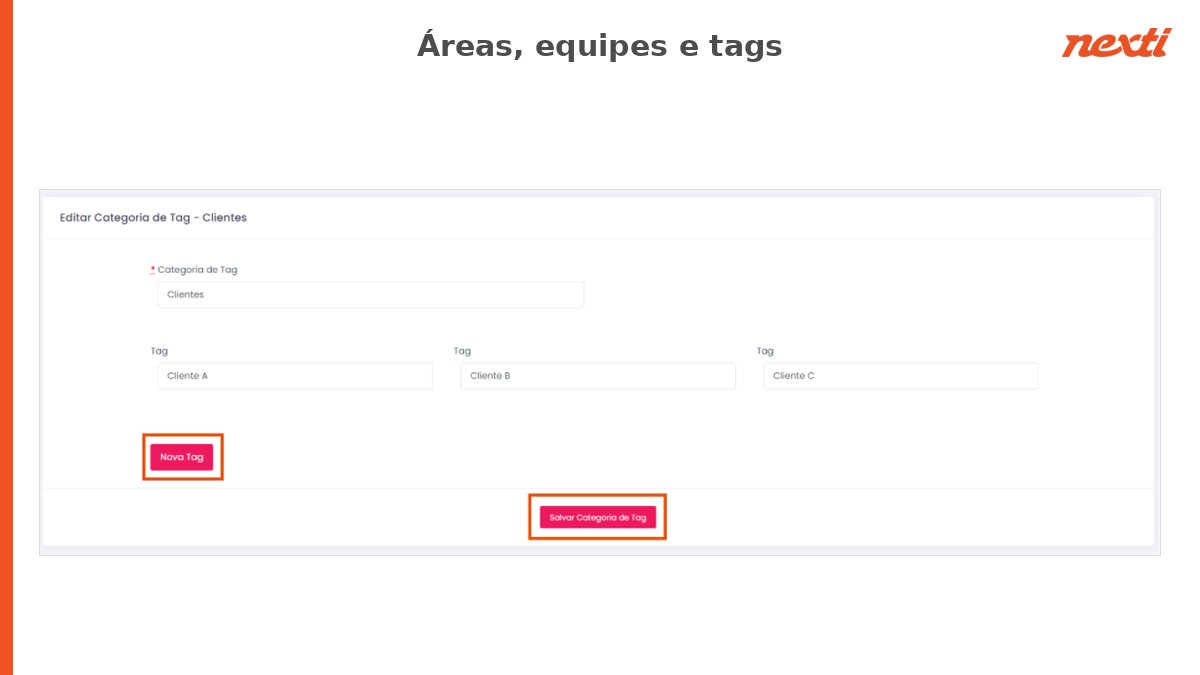 Áreas, equipes e tags
nexti
Editar Categoria de Tag - Clientes
* Categoria de Tag
Clientes
Tag Tag Tag
Cliente A Cliente B Cliente C
Nova Tag
Salvar Categoria de Tag